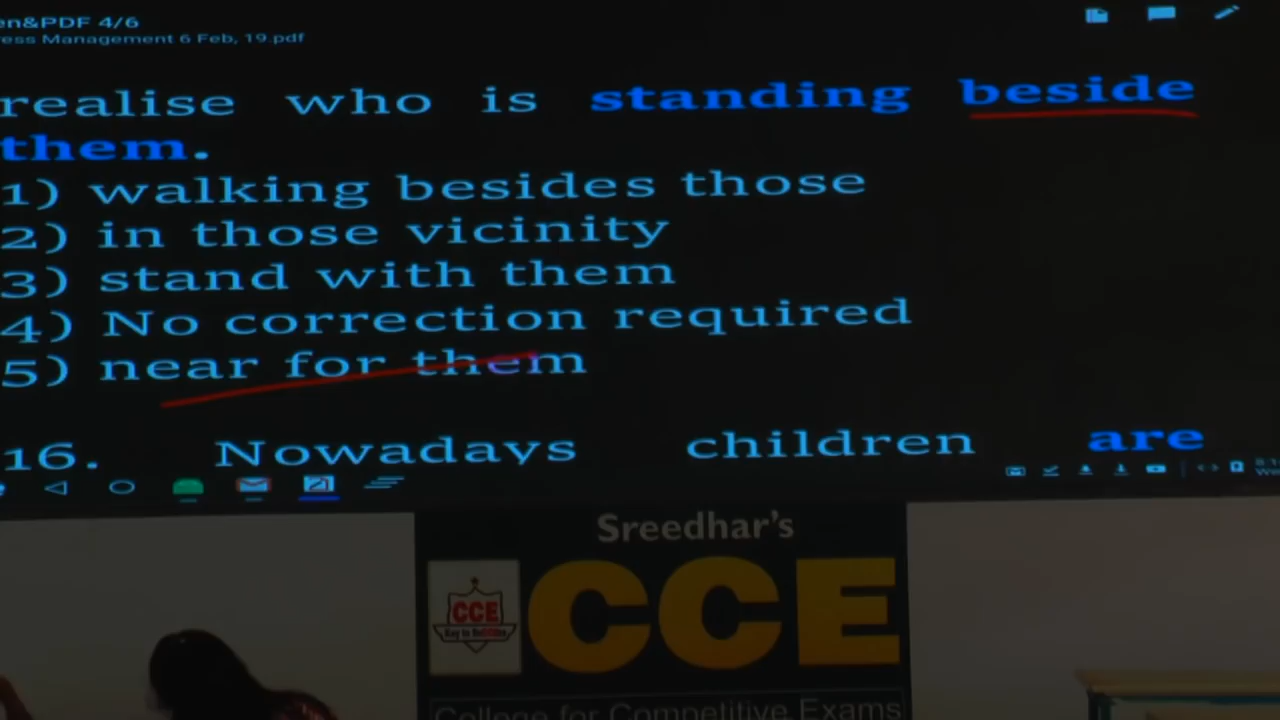 en&PDF 4/6
ess Management 6 Feb, 19.pdf
realise who is standing beside
them.
1) walking besides those
2) in those vicinity
3) stand with them
4) No correction required
5) near for them
16. Nowadays children are
Sreedhar's
CCE
CCE
College for Competitive Exams